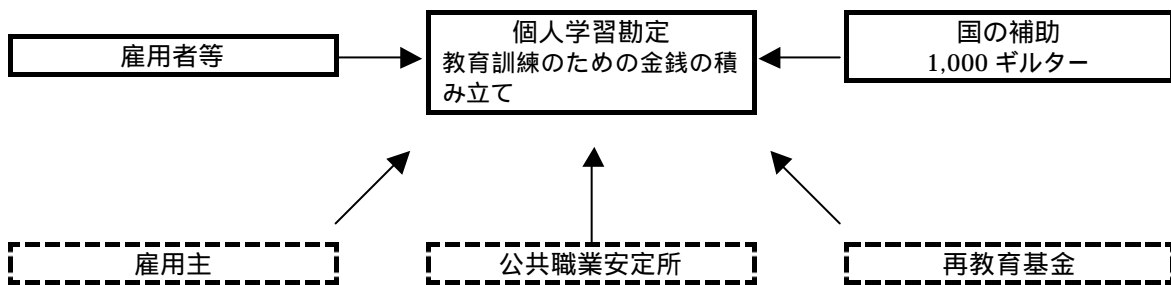 雇用者等
個人学習勘定
教育訓練のための金銭の積
み立て
国の補助
1,000 ギルター
雇用主
公共職業安定所
再教育基金